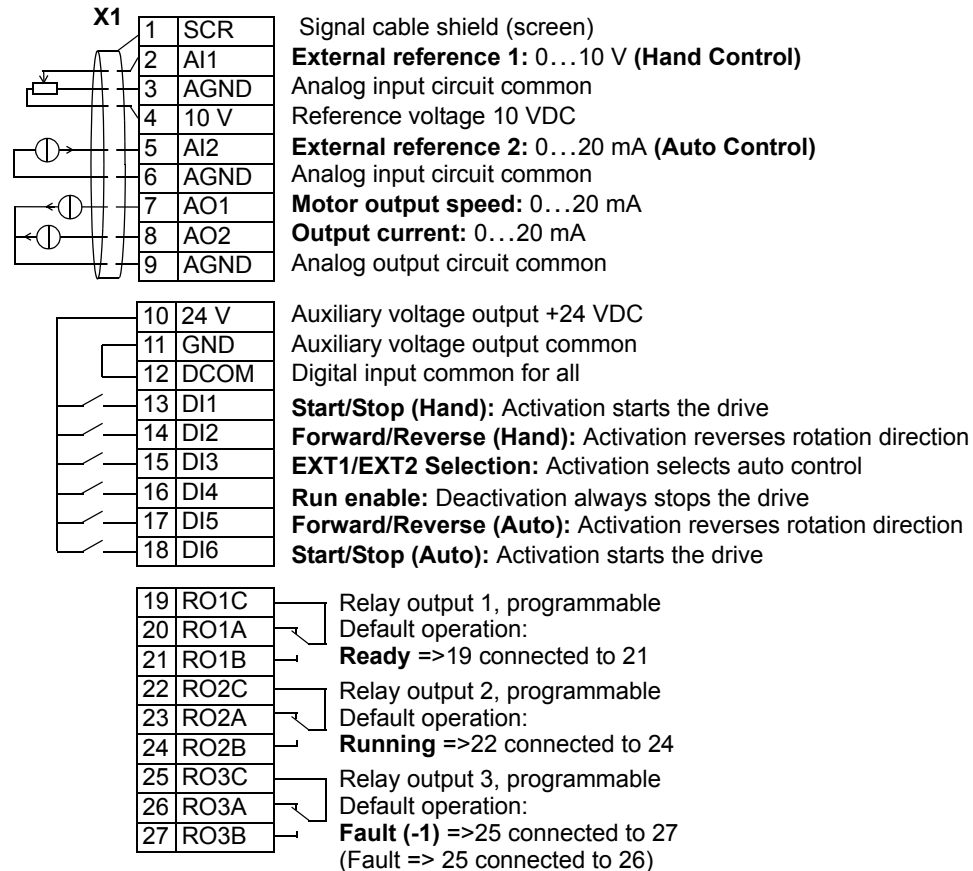 X1
1 SCR Signal cable shield (screen)
2 AI1 External reference 1: 0…10 V (Hand Control)
3 AGND Analog input circuit common
4 10 V Reference voltage 10 VDC
5 AI2 External reference 2: 0…20 mA (Auto Control)
6 AGND Analog input circuit common
7 AO1 Motor output speed: 0…20 mA
8 AO2 Output current: 0…20 mA
9 AGND Analog output circuit common
10 24 V Auxiliary voltage output +24 VDC
11 GND Auxiliary voltage output common
12 DCOM Digital input common for all
13 DI1 Start/Stop (Hand): Activation starts the drive
14 DI2 Forward/Reverse (Hand): Activation reverses rotation direction
15 DI3 EXT1/EXT2 Selection: Activation selects auto control
16 DI4 Run enable: Deactivation always stops the drive
17 DI5 Forward/Reverse (Auto): Activation reverses rotation direction
18 DI6 Start/Stop (Auto): Activation starts the drive
19 RO1C Relay output 1, programmable
20 RO1A Default operation:
21 RO1B Ready =>19 connected to 21
22 RO2C Relay output 2, programmable
23 RO2A Default operation:
24 RO2B Running =>22 connected to 24
25 RO3C Relay output 3, programmable
26 RO3A Default operation:
27 RO3B Fault (-1) =>25 connected to 27
(Fault => 25 connected to 26)